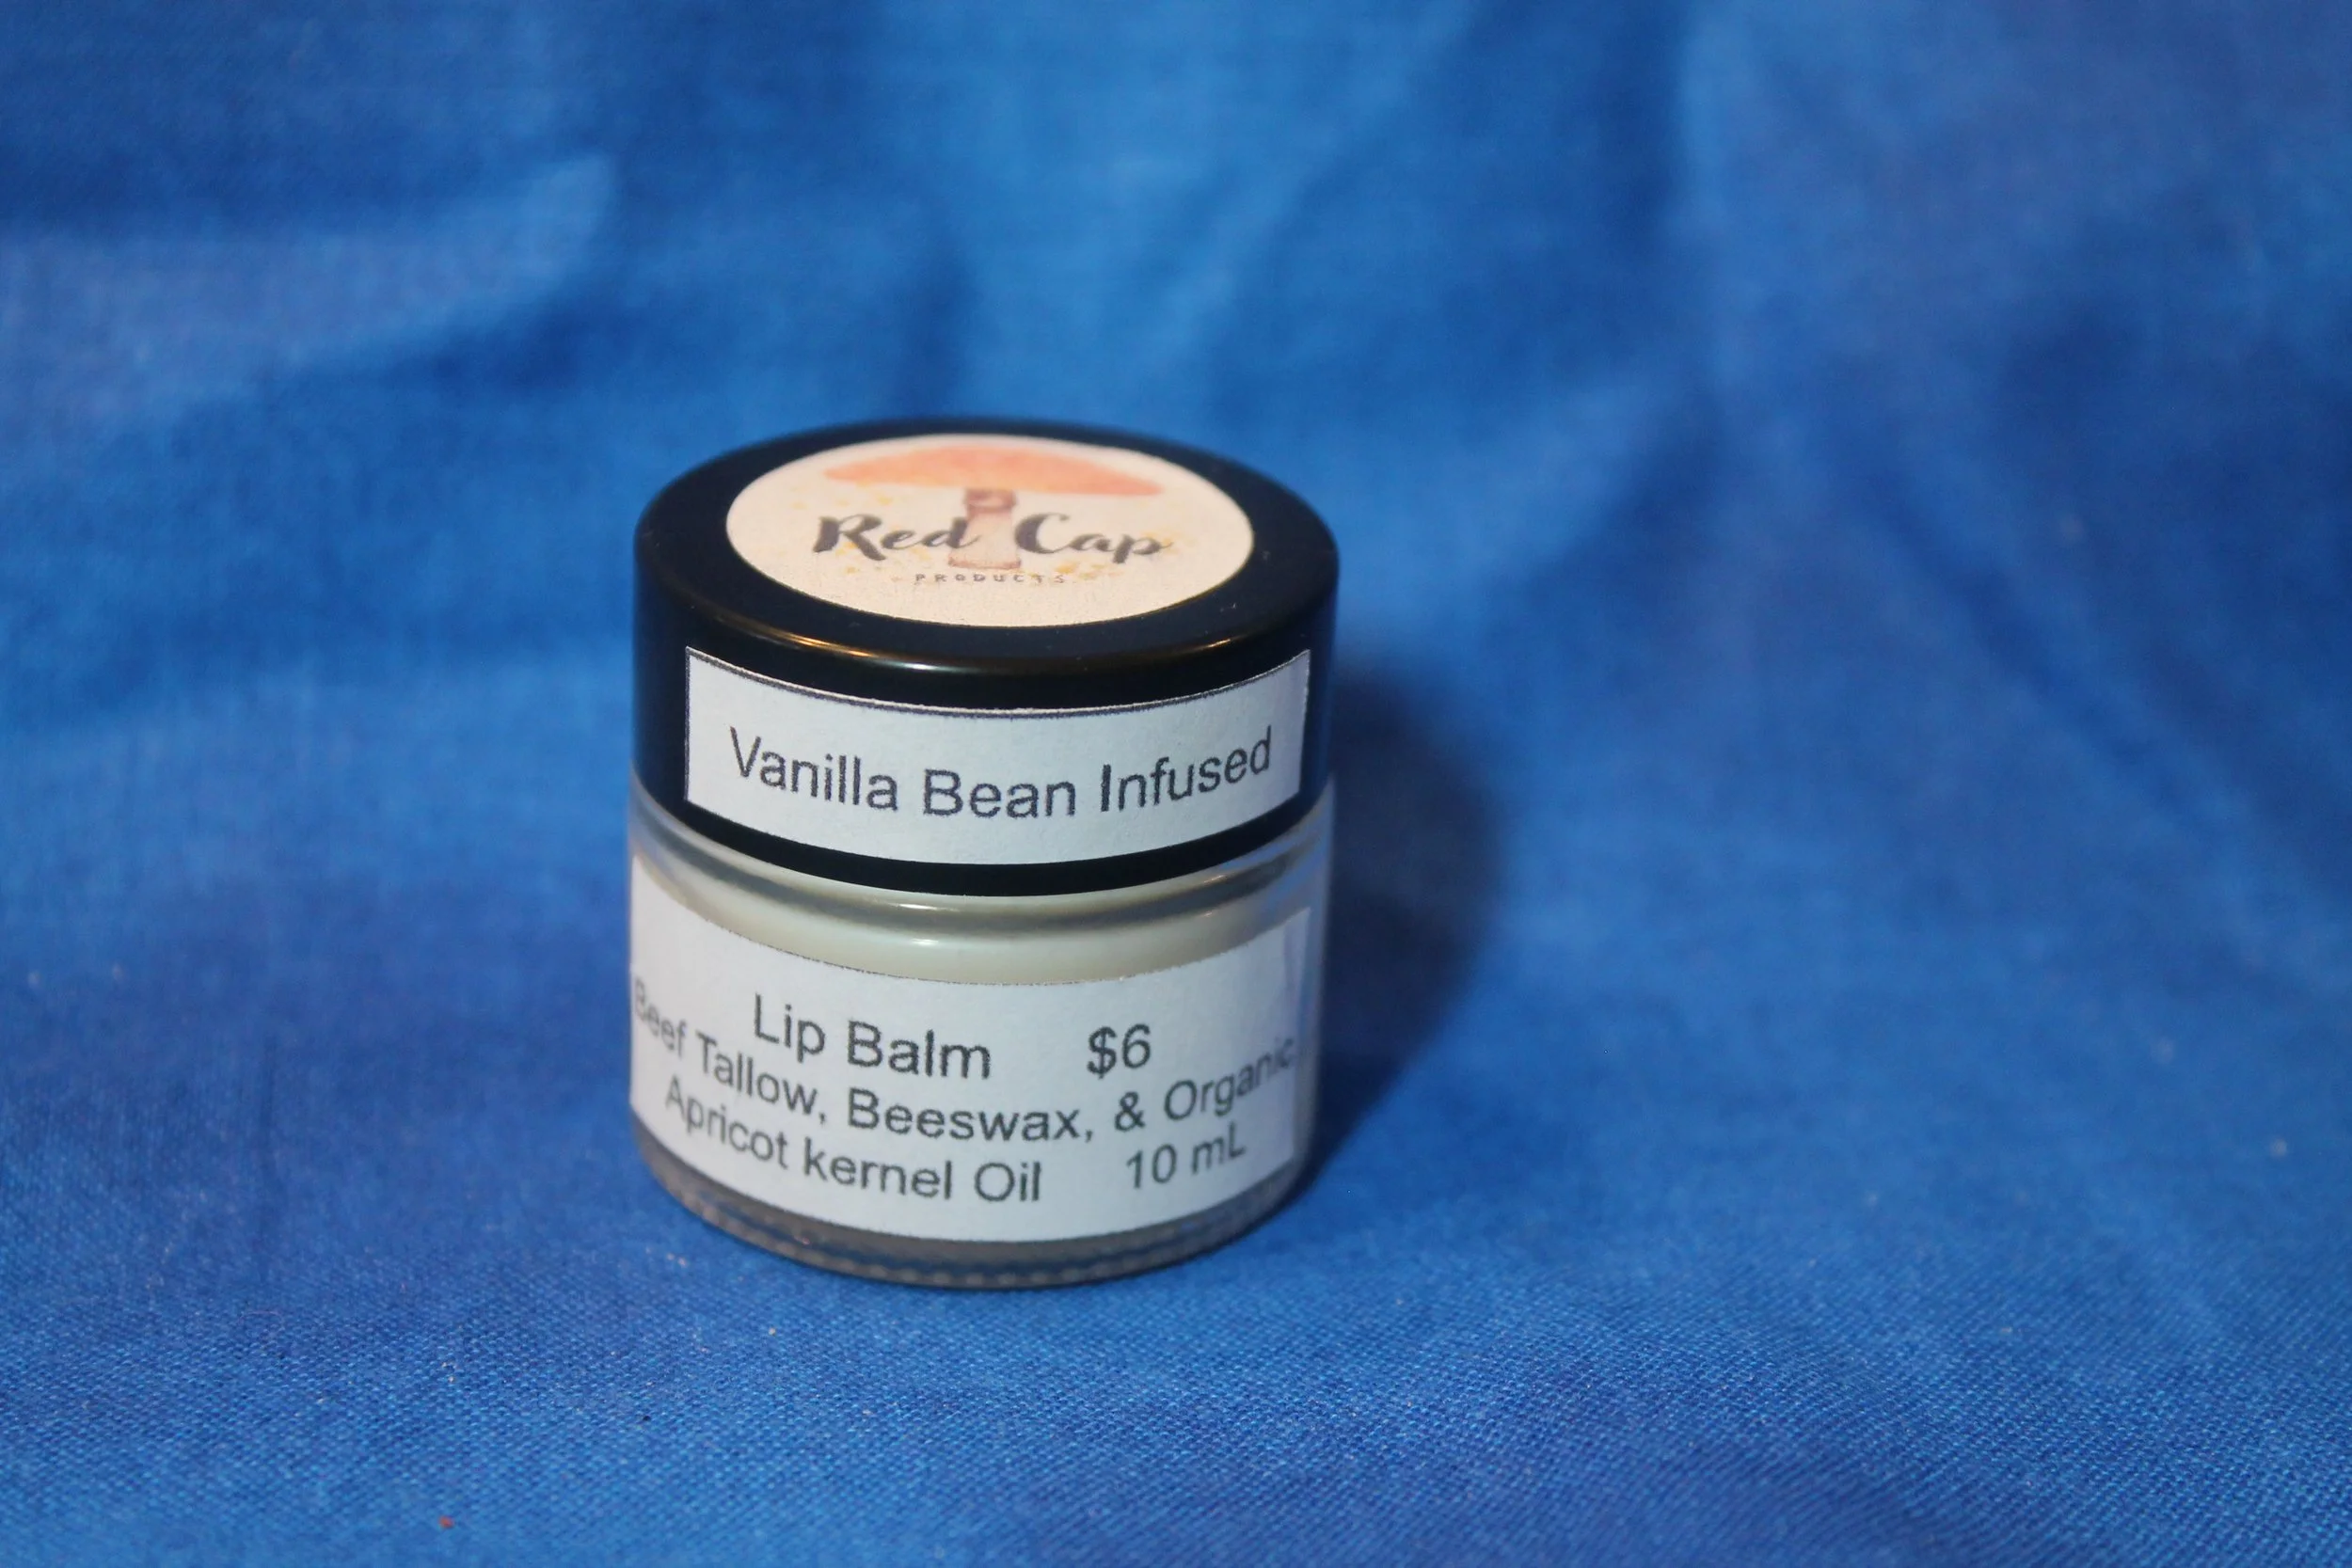 Red Cap
PRODUCTS
Vanilla Bean Infused
Lip Balm $6
Beef Tallow, Beeswax, & Organic
Apricot kernel Oil 10 mL